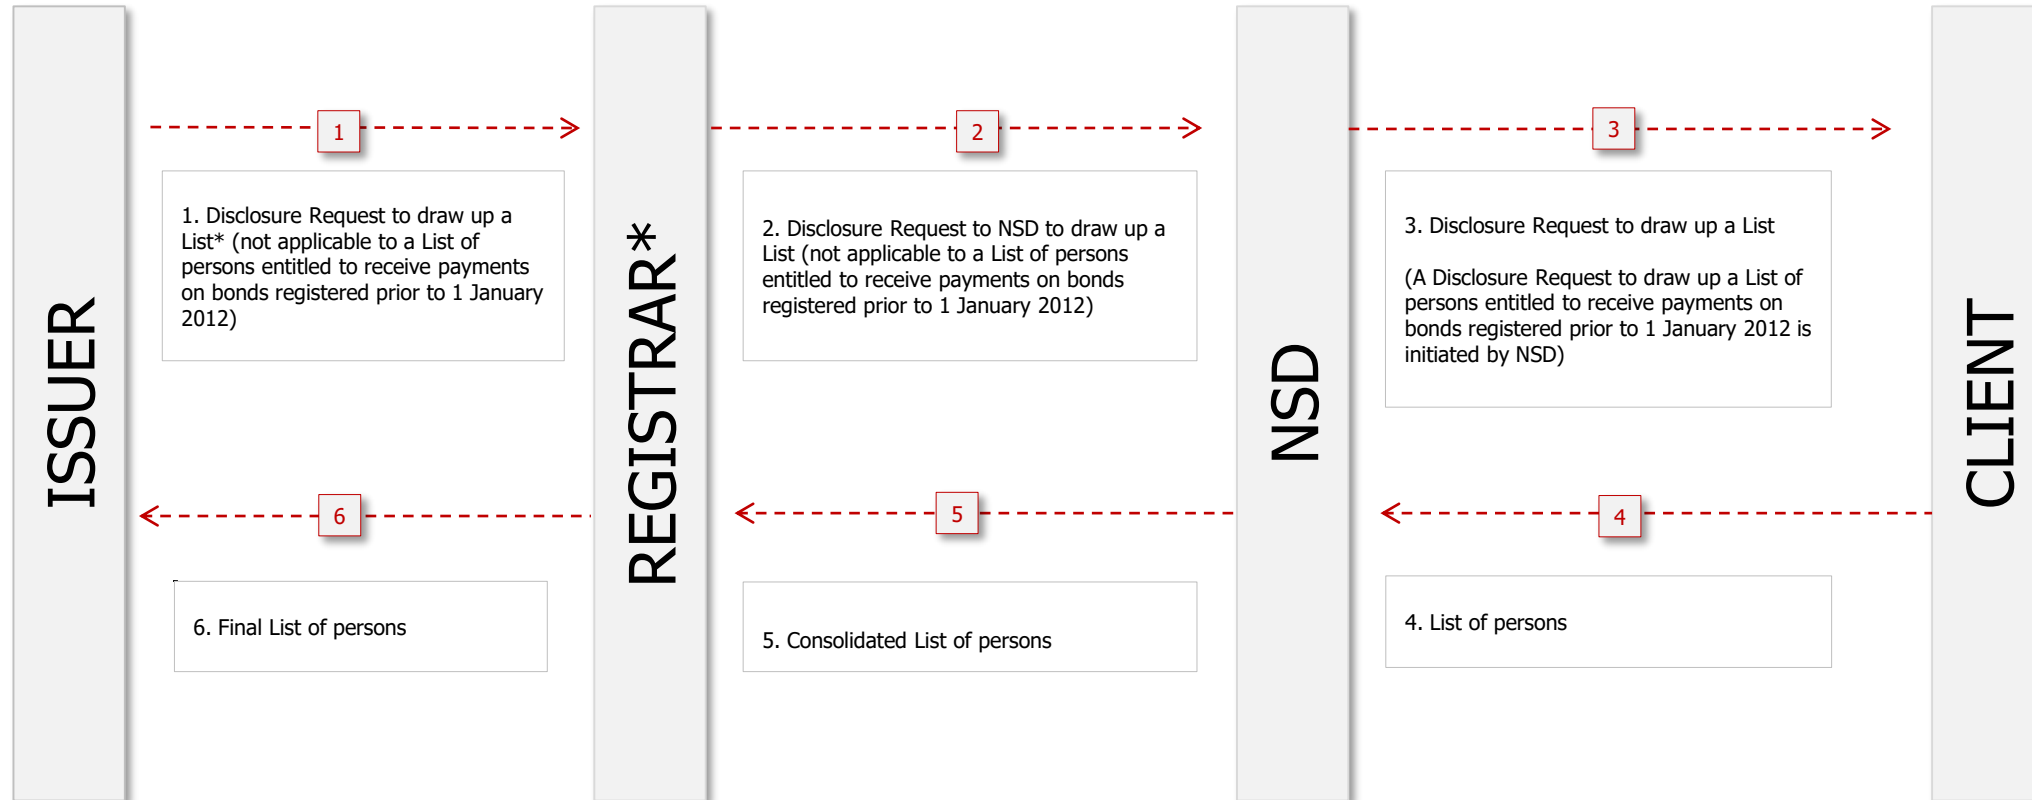 ISSUER
REGISTRAR*
NSD
CLIENT
1
2
3
1. Disclosure Request to draw up a
List* (not applicable to a List of
persons entitled to receive payments
on bonds registered prior to 1 January
2012)
2. Disclosure Request to NSD to draw up a
List (not applicable to a List of persons
entitled to receive payments on bonds
registered prior to 1 January 2012)
3. Disclosure Request to draw up a List
(A Disclosure Request to draw up a List of
persons entitled to receive payments on
bonds registered prior to 1 January 2012 is
initiated by NSD)
6
5
4
6. Final List of persons
5. Consolidated List of persons
4. List of persons